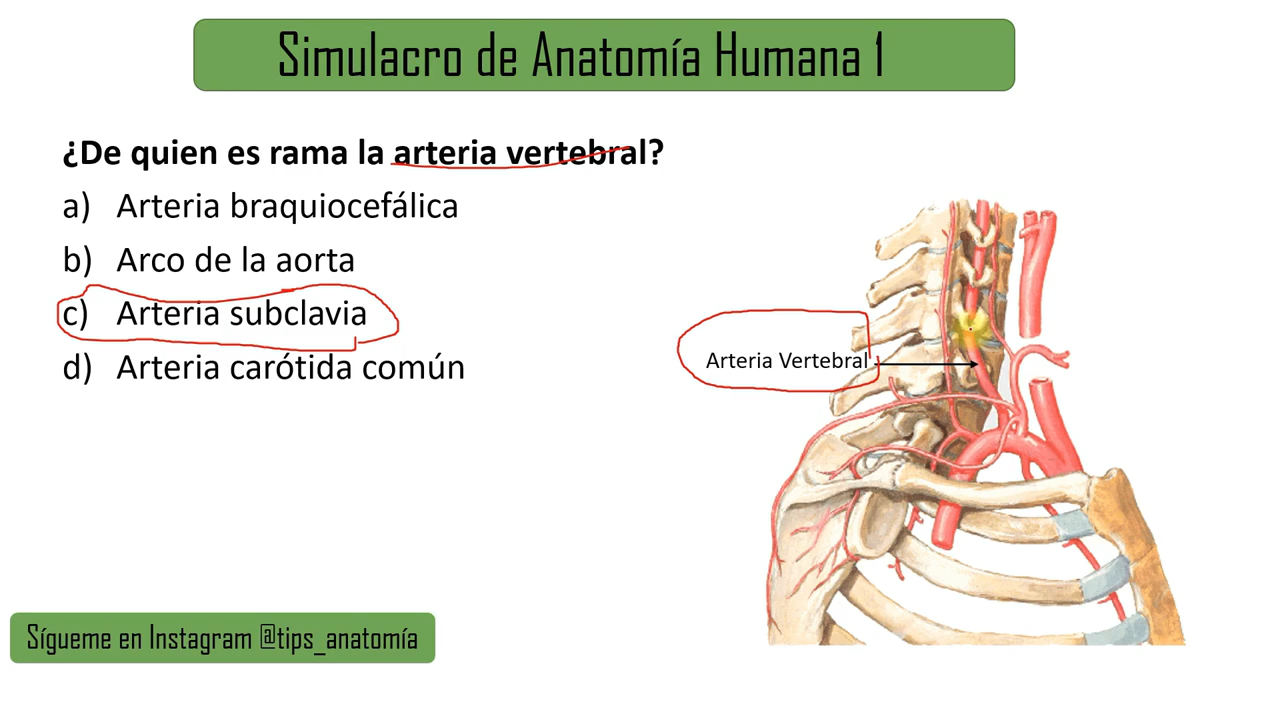 Simulacro de Anatomía Humana 1
¿De quien es rama la arteria vertebral?
a) Arteria braquiocefálica
b) Arco de la aorta
c) Arteria subclavia
d) Arteria carótida común
Arteria Vertebral
Sígueme en Instagram @tips_anatomía